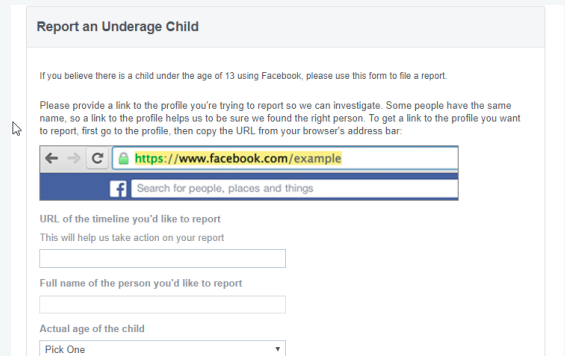 Report an Underage Child
If you believe there is a child under the age of 13 using Facebook, please use this form to file a report.
Please provide a link to the profile you're trying to report so we can investigate. Some people have the same
name, so a link to the profile helps us to be sure we found the right person. To get a link to the profile you want
to report, first go to the profile, then copy the URL from your browser's address bar:
https://www.facebook.com/example
f Search for people, places and things
URL of the timeline you'd like to report
This will help us take action on your report
Full name of the person you'd like to report
Actual age of the child
Pick One